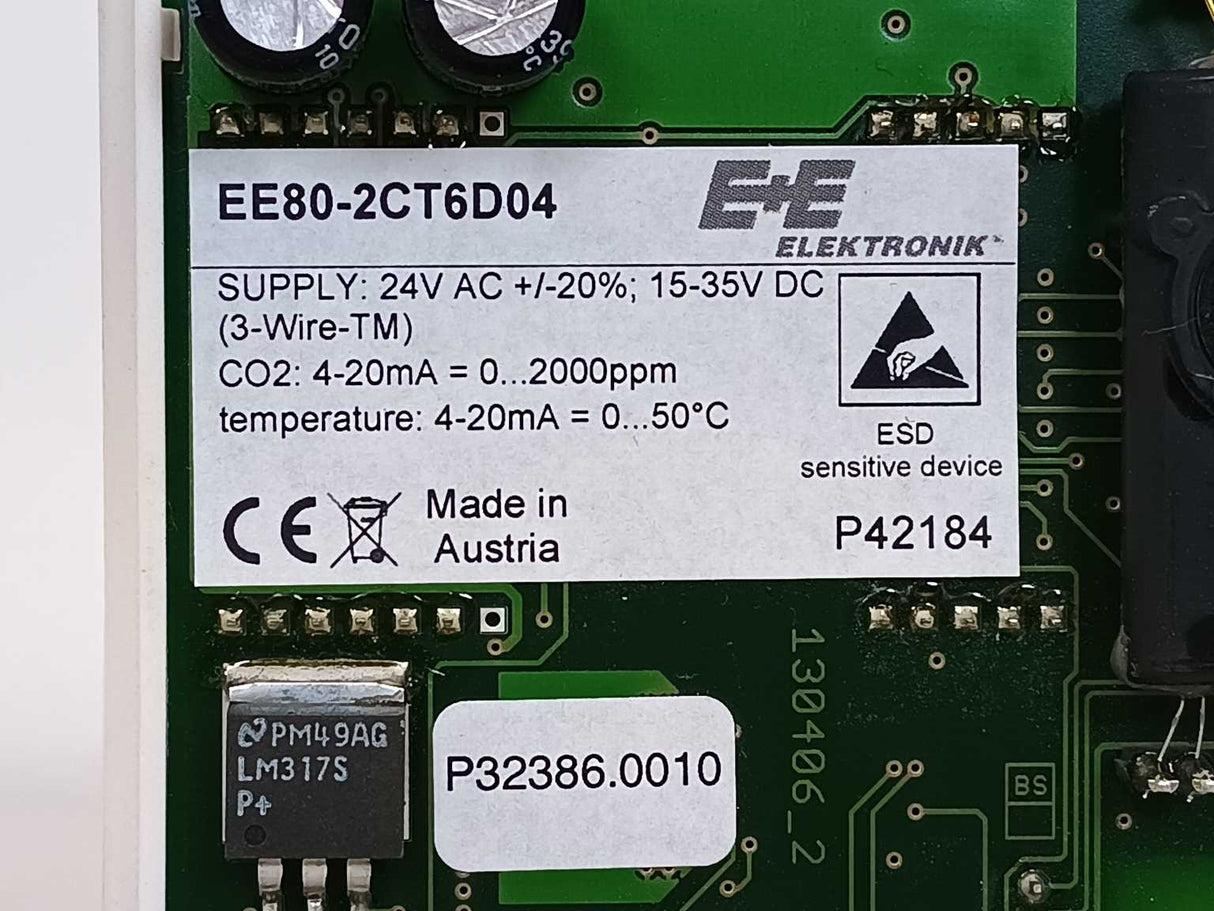 10
°C
EE80-2CT6D04
E+E
ELEKTRONIK
SUPPLY: 24V AC +/-20%; 15-35V DC
(3-Wire-TM)
CO2: 4-20mA = 0...2000ppm
temperature: 4-20mA = 0...50°C
ESD
sensitive device
CE
Made in
Austria
P42184
PM49AG
LM317S
P+
P32386.0010
130406_2
BS